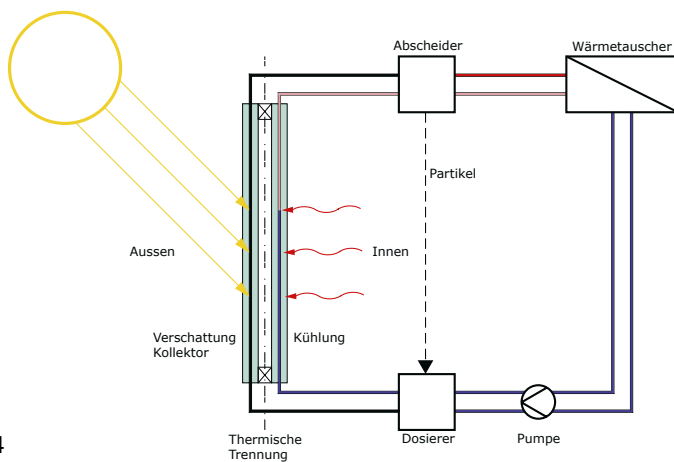 Abscheider
Wärmetauscher
Partikel
Aussen
Innen
Verschattung
Kollektor
Kühlung
Thermische
Trennung
Dosierer
Pumpe
4